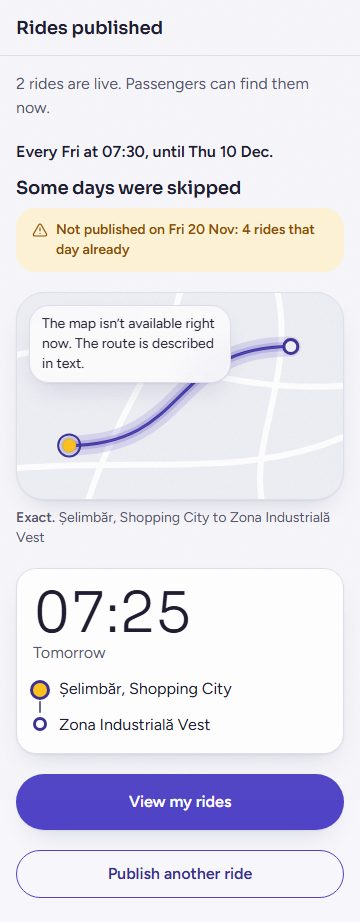 Rides published
2 rides are live. Passengers can find them
now.
Every Fri at 07:30, until Thu 10 Dec.
Some days were skipped
Not published on Fri 20 Nov: 4 rides that
day already
The map isn’t available right
now. The route is described
in text.
Exact. Șelimbăr, Shopping City to Zona Industrială
Vest
07:25
Tomorrow
Șelimbăr, Shopping City
Zona Industrială Vest
View my rides
Publish another ride